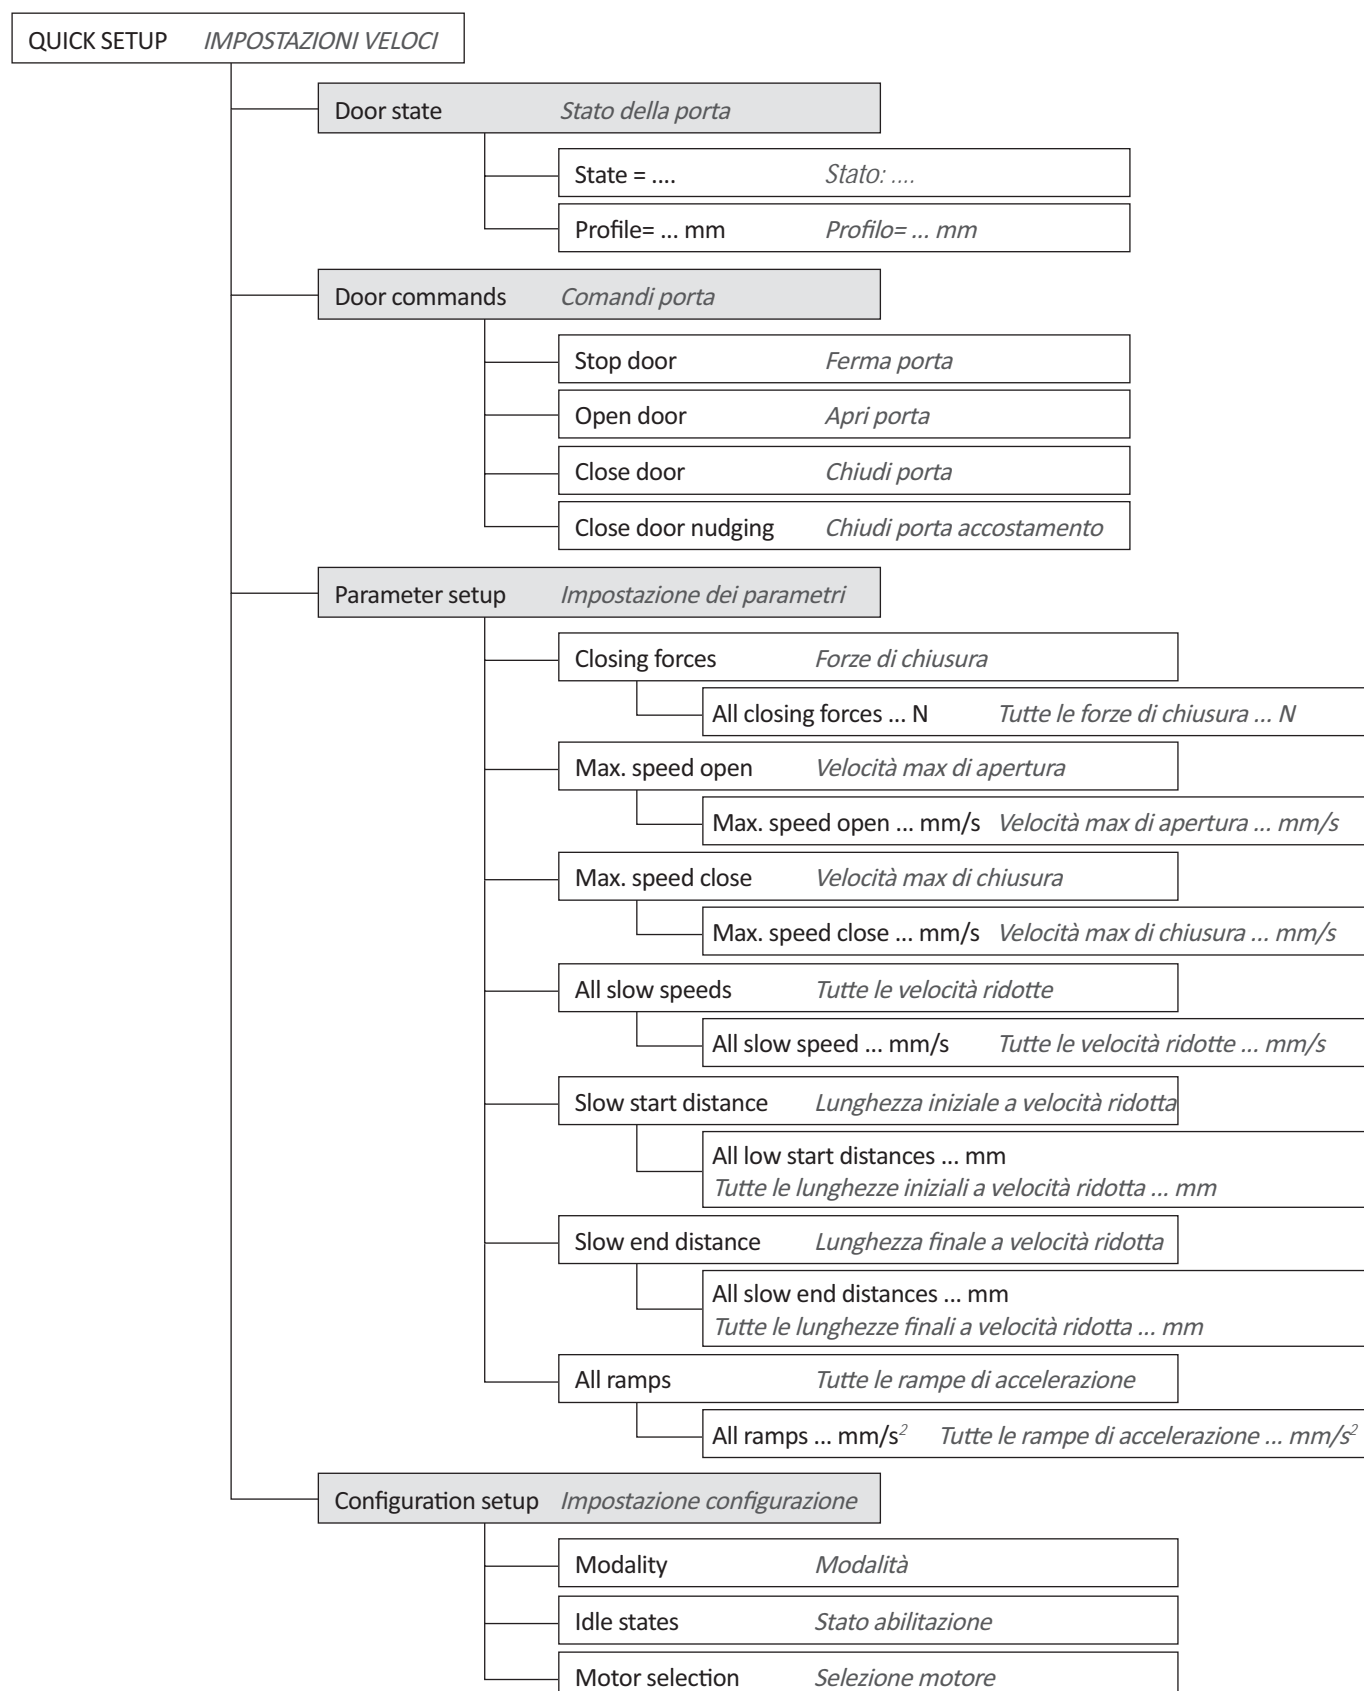 QUICK SETUP IMPOSTAZIONI VELOCI
Door state Stato della porta
State = .... Stato: ....
Profile= ... mm Profilo= ... mm
Door commands Comandi porta
Stop door Ferma porta
Open door Apri porta
Close door Chiudi porta
Close door nudging Chiudi porta accostamento
Parameter setup Impostazione dei parametri
Closing forces Forze di chiusura
All closing forces ... N Tutte le forze di chiusura ... N
Max. speed open Velocità max di apertura
Max. speed open ... mm/s Velocità max di apertura ... mm/s
Max. speed close Velocità max di chiusura
Max. speed close ... mm/s Velocità max di chiusura ... mm/s
All slow speeds Tutte le velocità ridotte
All slow speed ... mm/s Tutte le velocità ridotte ... mm/s
Slow start distance Lunghezza iniziale a velocità ridotta
All low start distances ... mm
Tutte le lunghezze iniziali a velocità ridotta ... mm
Slow end distance Lunghezza finale a velocità ridotta
All slow end distances ... mm
Tutte le lunghezze finali a velocità ridotta ... mm
All ramps Tutte le rampe di accelerazione
All ramps ... mm/s² Tutte le rampe di accelerazione ... mm/s²
Configuration setup Impostazione configurazione
Modality Modalità
Idle states Stato abilitazione
Motor selection Selezione motore